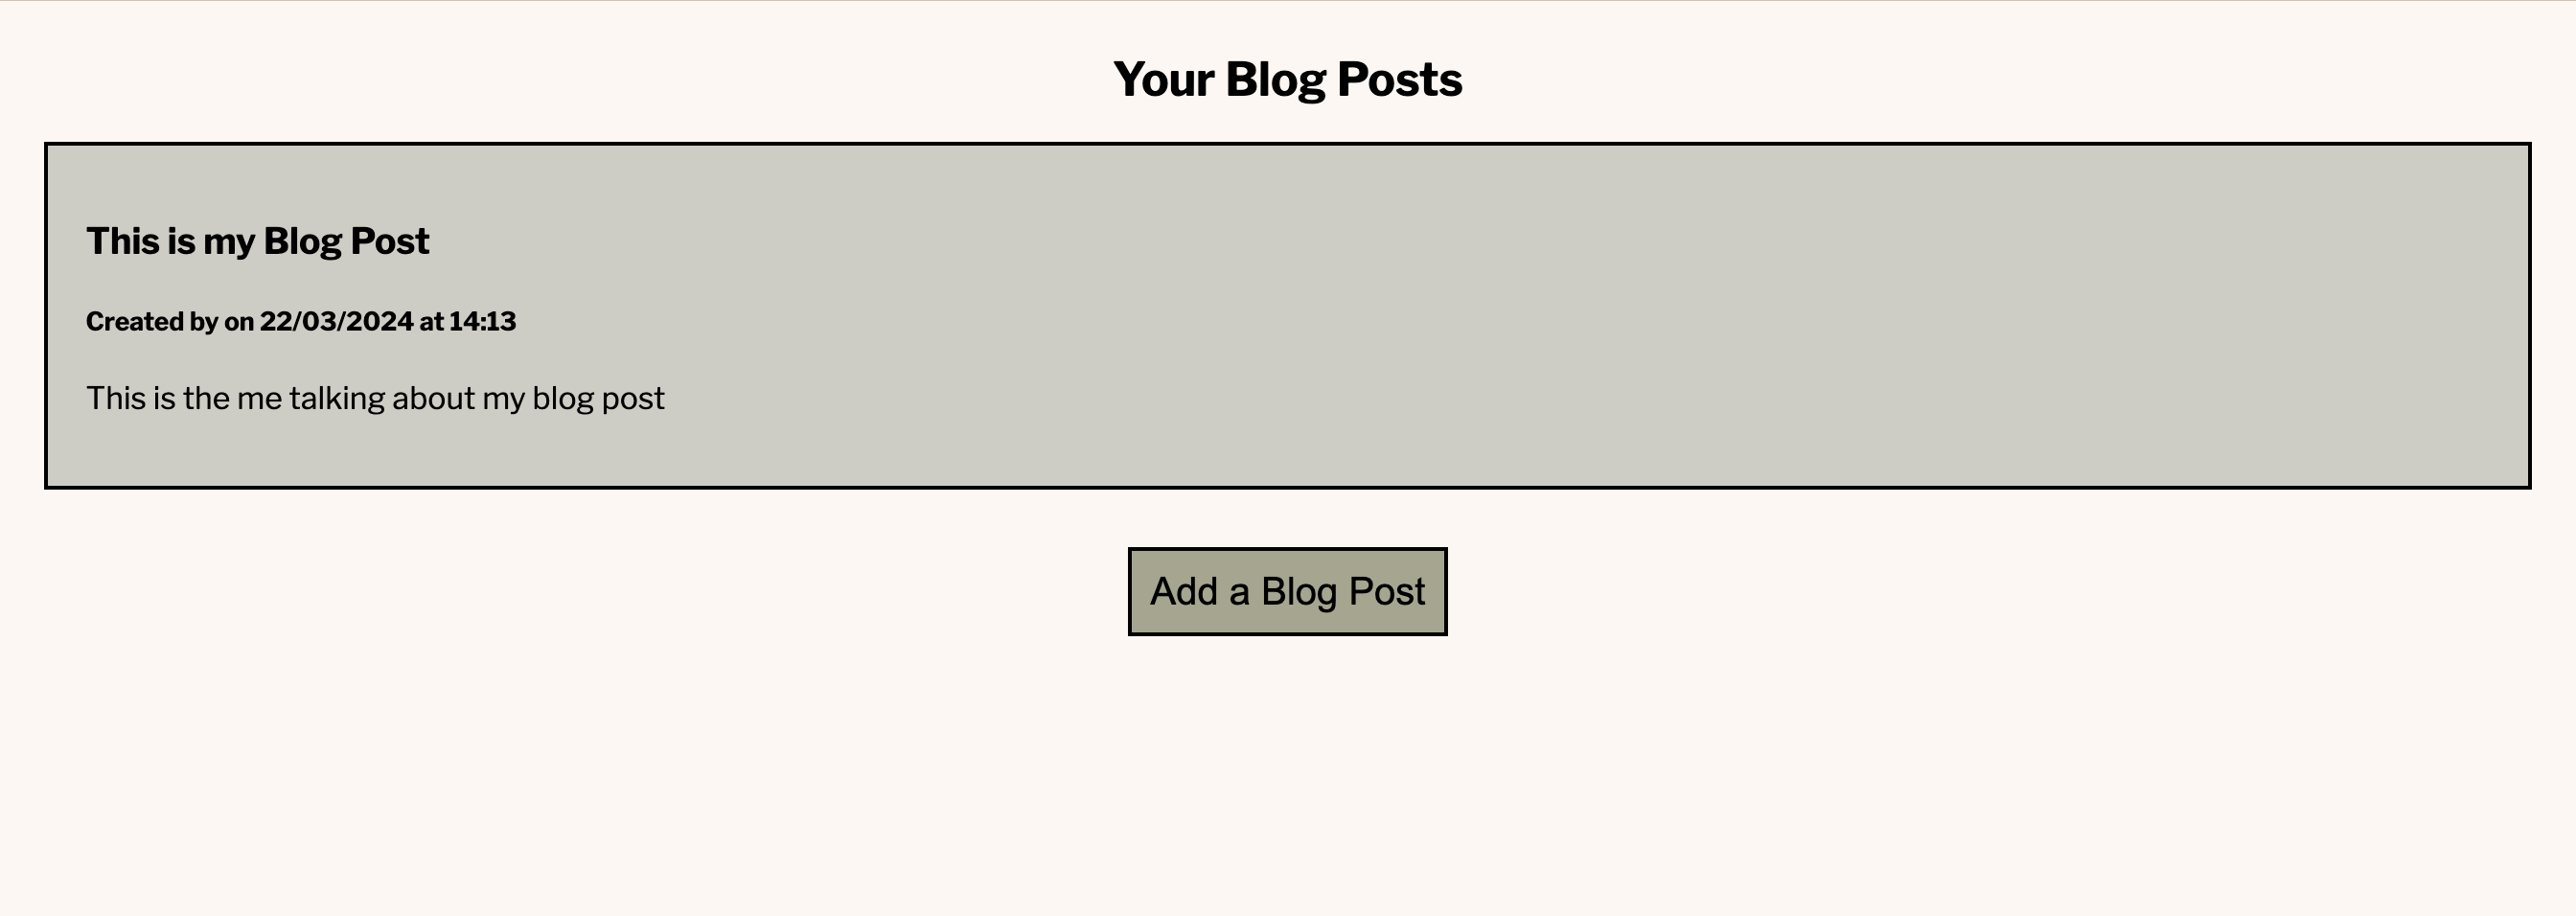 Your Blog Posts
This is my Blog Post
Created by on 22/03/2024 at 14:13
This is the me talking about my blog post
Add a Blog Post